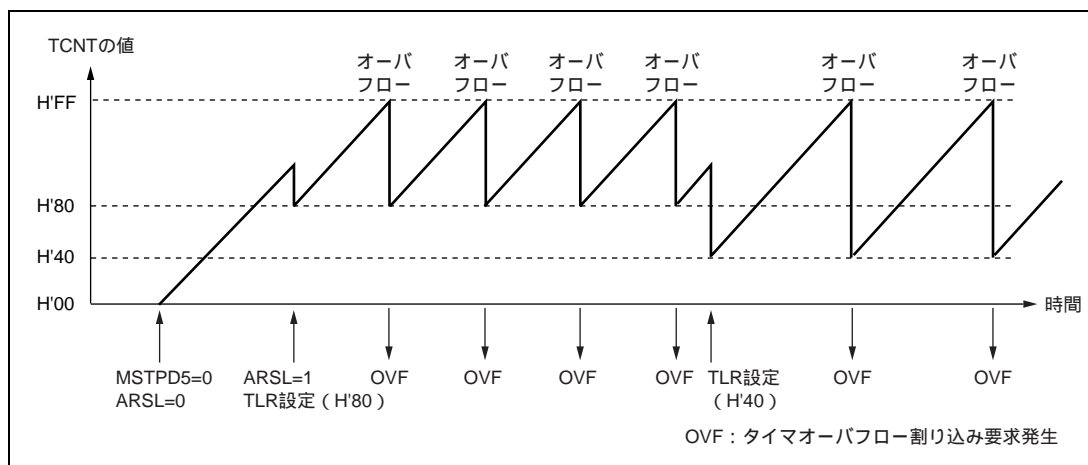 TCNTの値
オーバ オーバ オーバ オーバ オーバ オーバ
フロー フロー フロー フロー フロー フロー
H'FF
H'80
H'40
H'00
時間
MSTPD5=0 ARSL=1 OVF OVF OVF OVF TLR設定 OVF OVF
ARSL=0 TLR設定（H'80） （H'40）
OVF：タイマオーバフロー割り込み要求発生